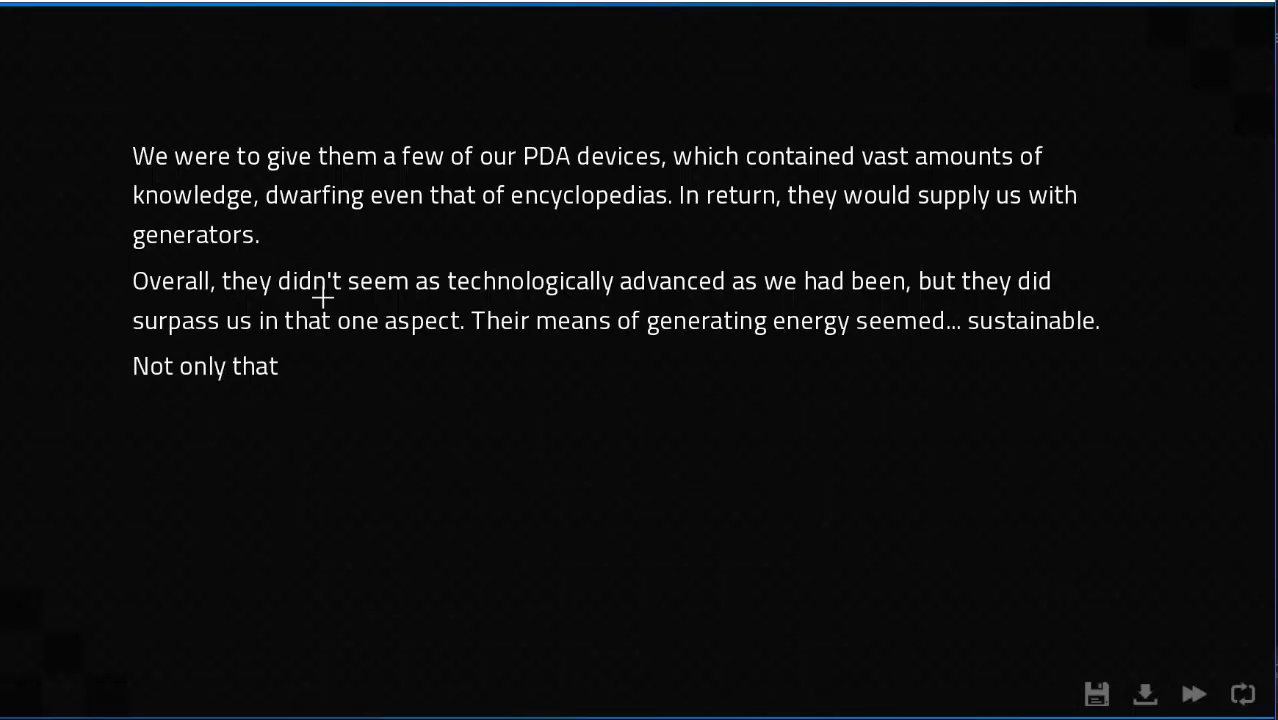 We were to give them a few of our PDA devices, which contained vast amounts of
knowledge, dwarfing even that of encyclopedias. In return, they would supply us with
generators.
Overall, they didn't seem as technologically advanced as we had been, but they did
surpass us in that one aspect. Their means of generating energy seemed... sustainable.
Not only that